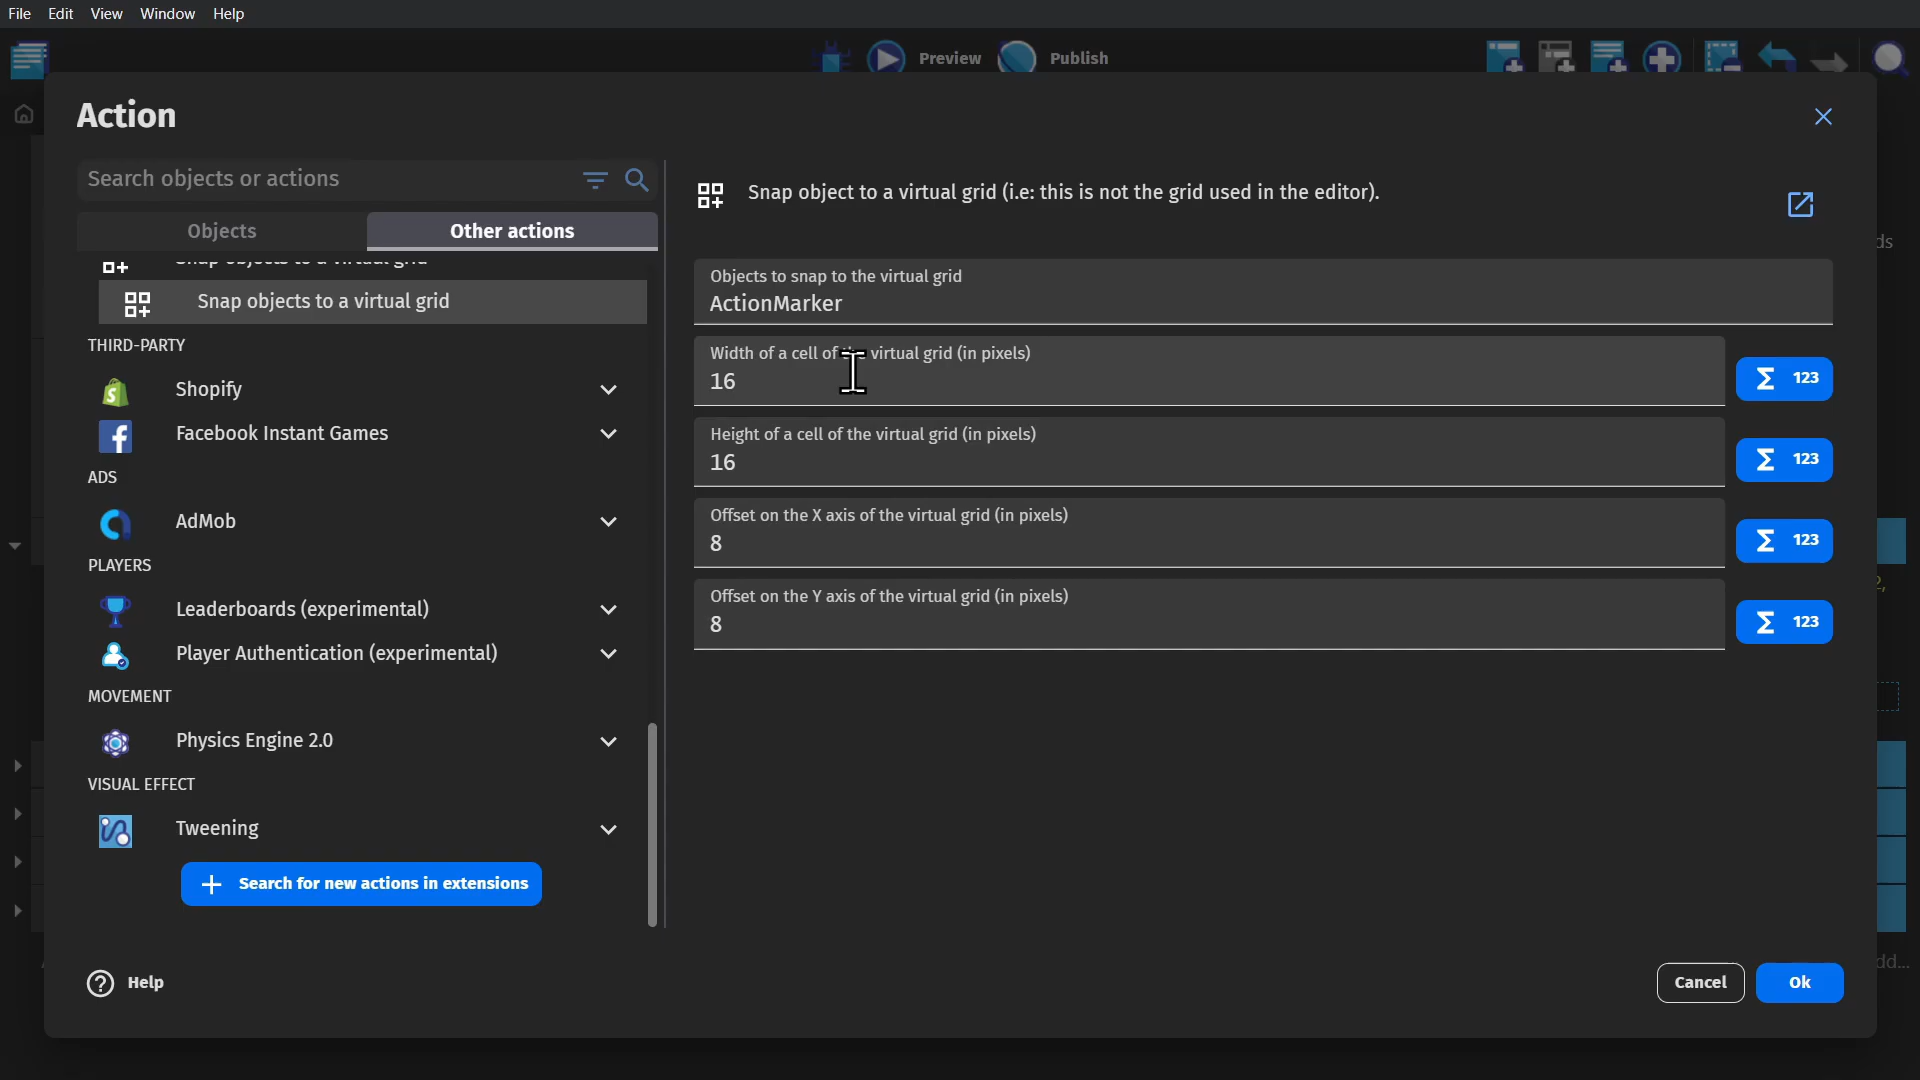 File Edit View Window Help
Preview Publish
Action
Search objects or actions
Objects Other actions
Snap objects to a virtual grid
THIRD-PARTY
Shopify
Facebook Instant Games
ADS
AdMob
PLAYERS
Leaderboards (experimental)
Player Authentication (experimental)
MOVEMENT
Physics Engine 2.0
VISUAL EFFECT
Tweening
Search for new actions in extensions
Help
Snap object to a virtual grid (i.e: this is not the grid used in the editor).
Objects to snap to the virtual grid
ActionMarker
Width of a cell of the virtual grid (in pixels)
16
123
Height of a cell of the virtual grid (in pixels)
16
123
Offset on the X axis of the virtual grid (in pixels)
8
123
Offset on the Y axis of the virtual grid (in pixels)
8
123
Cancel Ok